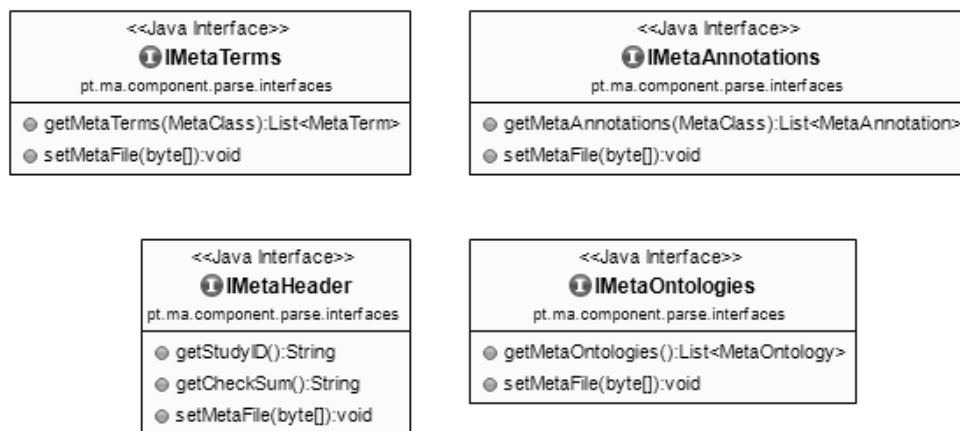 <<Java Interface>>
IMetaTerms
pt.ma.component.parse.interfaces
getMetaTerms(MetaClass):List<MetaTerm>
setMetaFile(byte[]):void
<<Java Interface>>
IMetaAnnotations
pt.ma.component.parse.interfaces
getMetaAnnotations(MetaClass):List<MetaAnnotation>
setMetaFile(byte[]):void
<<Java Interface>>
IMetaHeader
pt.ma.component.parse.interfaces
getStudyID():String
getCheckSum():String
setMetaFile(byte[]):void
<<Java Interface>>
IMetaOntologies
pt.ma.component.parse.interfaces
getMetaOntologies():List<MetaOntology>
setMetaFile(byte[]):void